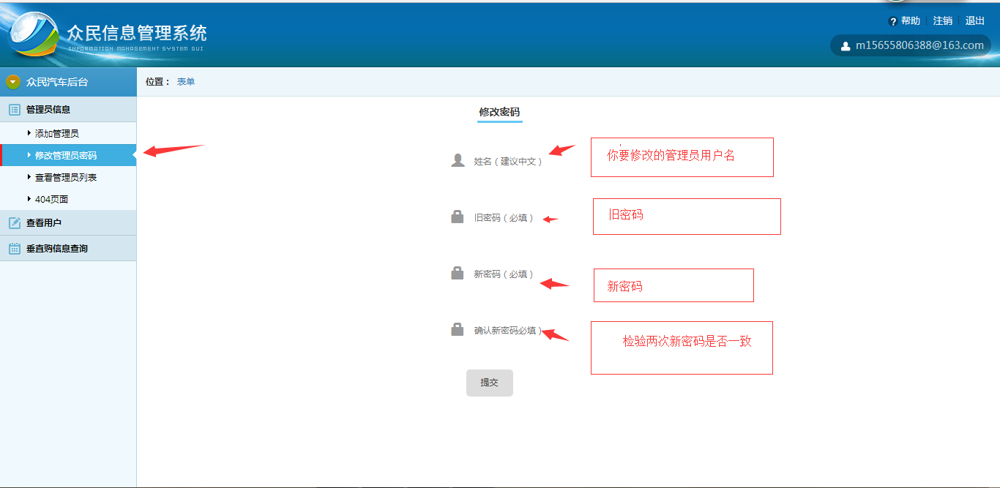 众民信息管理系统
INFORMATION MANAGEMENT SYSTEM GUI
? 帮助 注销 退出
m15655806388@163.com
众民汽车后台
位置： 表单
管理员信息
添加管理员
修改管理员密码
查看管理员列表
404页面
查看用户
垂直购信息查询
修改密码
姓名（建议中文）
你要修改的管理员用户名
旧密码（必填）
旧密码
新密码（必填）
新密码
确认新密码必填）
检验两次新密码是否一致
提交